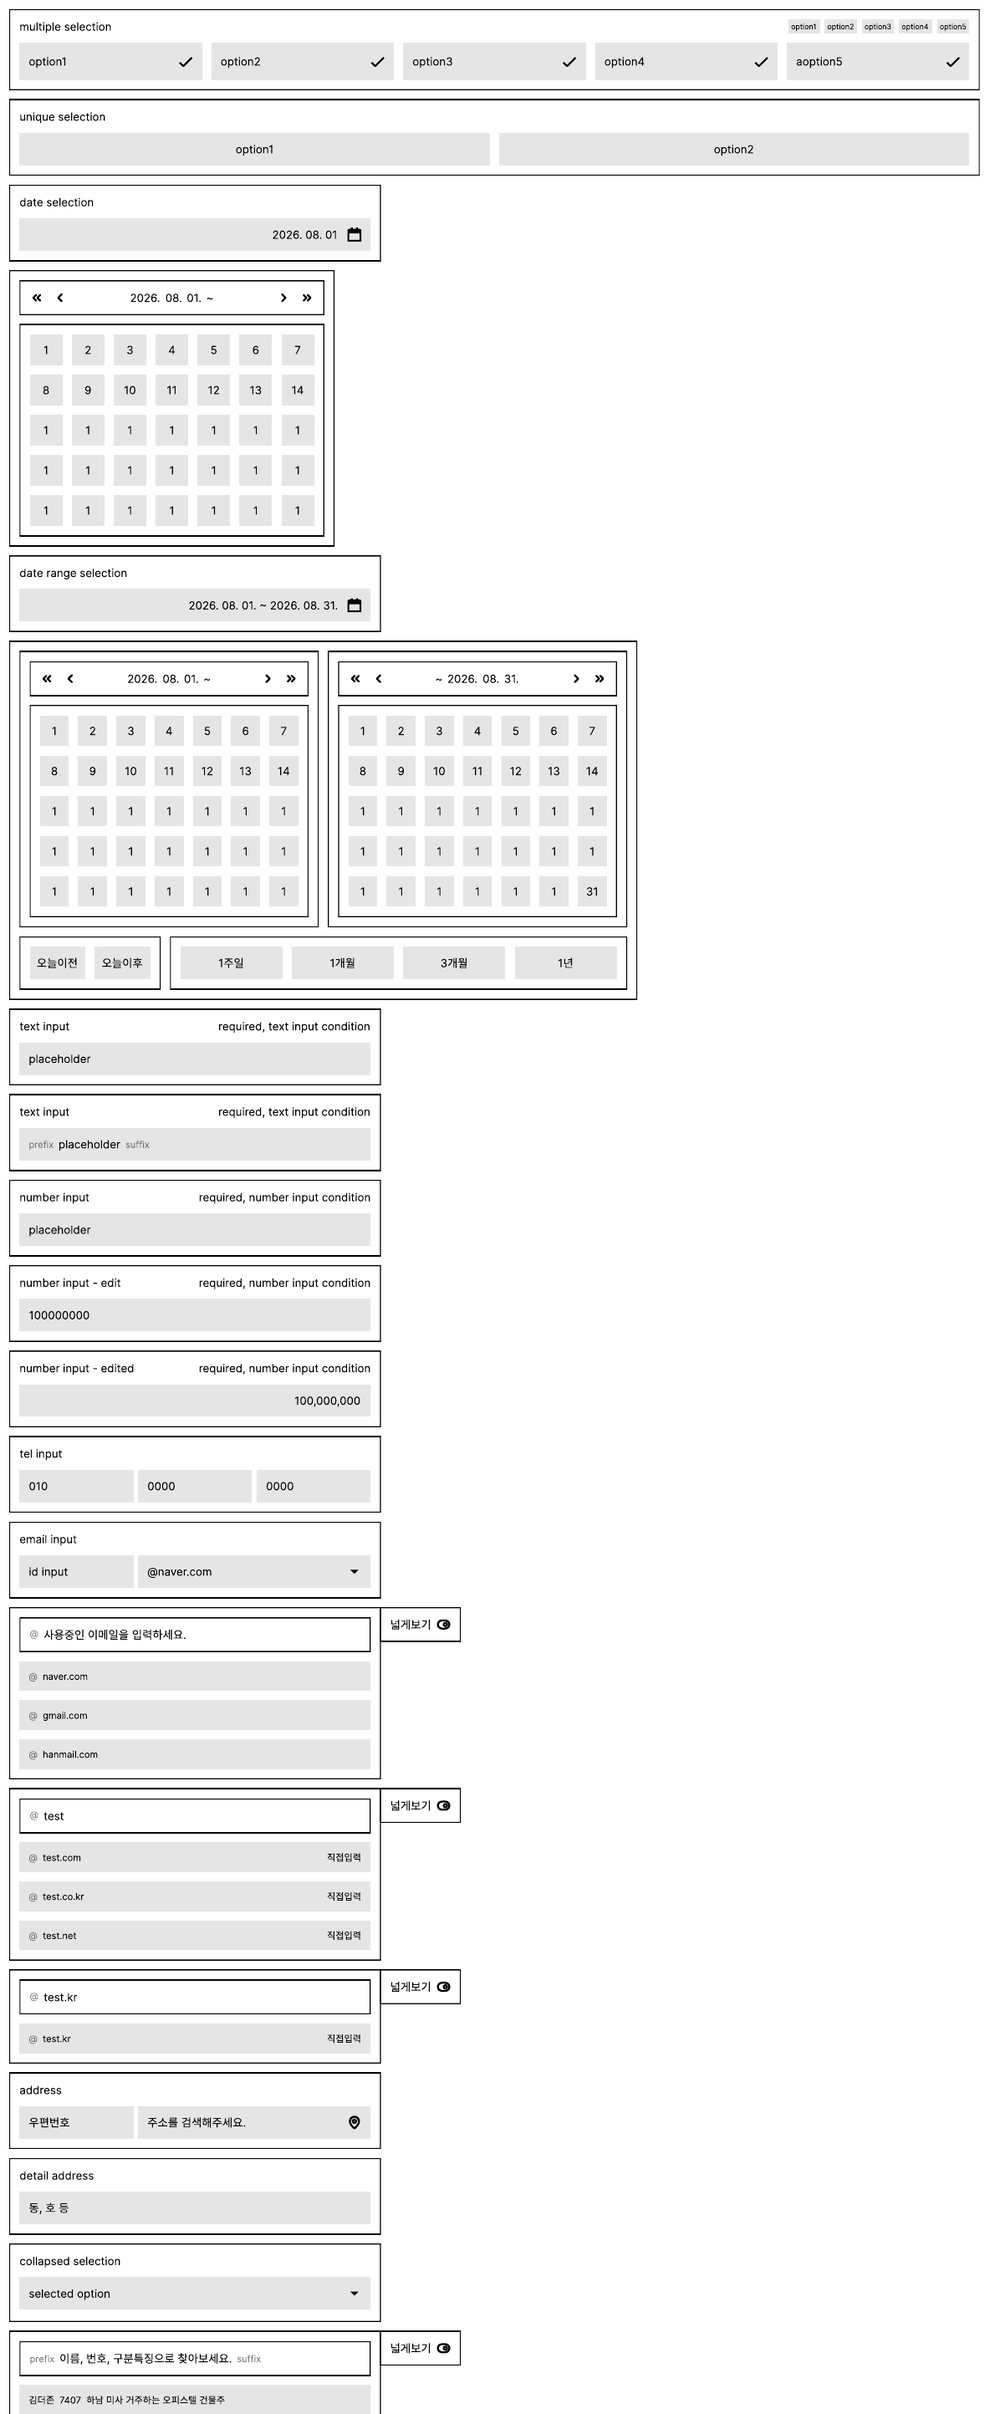 multiple selection option1 option2 option3 option4 option5
option1 option2 option3 option4 aoption5
unique selection
option1 option2
date selection
2026. 08. 01
2026. 08. 01. ~
1 2 3 4 5 6 7
8 9 10 11 12 13 14
1 1 1 1 1 1 1
1 1 1 1 1 1 1
1 1 1 1 1 1 1
date range selection
2026. 08. 01. ~ 2026. 08. 31.
2026. 08. 01. ~
1 2 3 4 5 6 7
8 9 10 11 12 13 14
1 1 1 1 1 1 1
1 1 1 1 1 1 1
1 1 1 1 1 1 1
~ 2026. 08. 31.
1 2 3 4 5 6 7
8 9 10 11 12 13 14
1 1 1 1 1 1 1
1 1 1 1 1 1 1
1 1 1 1 1 1 31
오늘이전 오늘이후 1주일 1개월 3개월 1년
text input required, text input condition
placeholder
text input required, text input condition
prefix placeholder suffix
number input required, number input condition
placeholder
number input - edit required, number input condition
100000000
number input - edited required, number input condition
100,000,000
tel input
010 0000 0000
email input
id input @naver.com
@ 사용중인 이메일을 입력하세요. 넓게보기
@ naver.com
@ gmail.com
@ hanmail.com
@ test 넓게보기
@ test.com 직접입력
@ test.co.kr 직접입력
@ test.net 직접입력
@ test.kr 넓게보기
@ test.kr 직접입력
address
우편번호 주소를 검색해주세요.
detail address
동, 호 등
collapsed selection
selected option
prefix 이름, 번호, 구분특징으로 찾아보세요. suffix 넓게보기
김더존 7407 하남 미사 거주하는 오피스텔 건물주